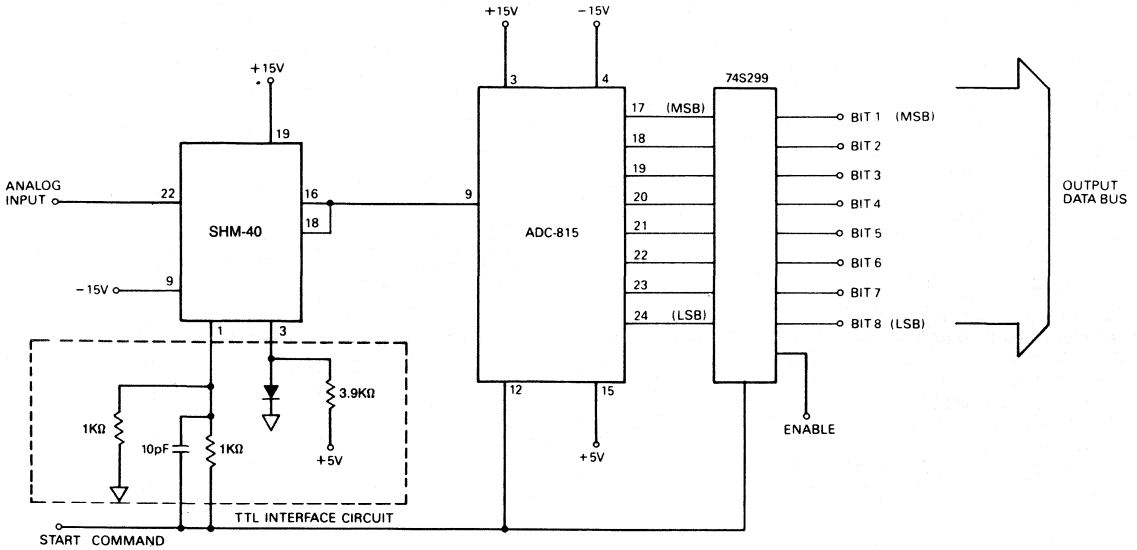 +15V
-15V
+15V
3
4
74S299
19
17
(MSB)
BIT 1 (MSB)
18
BIT 2
ANALOG
INPUT
22
16
9
19
BIT 3
OUTPUT
DATA BUS
SHM-40
18
ADC-815
20
BIT 4
21
BIT 5
22
BIT 6
-15V
9
23
BIT 7
24
(LSB)
BIT 8 (LSB)
1
3
12
15
3.9KΩ
1KΩ
10pF
1KΩ
+5V
+5V
ENABLE
TTL INTERFACE CIRCUIT
START COMMAND